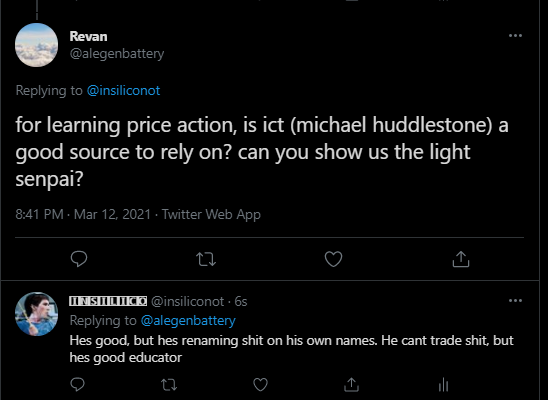 Revan
@alegenbattery
Replying to @insiliconot
for learning price action, is ict (michael huddlestone) a
good source to rely on? can you show us the light
senpai?
8:41 PM · Mar 12, 2021 · Twitter Web App
INSILICO @insiliconot · 6s
Replying to @alegenbattery
Hes good, but hes renaming shit on his own names. He cant trade shit, but
hes good educator